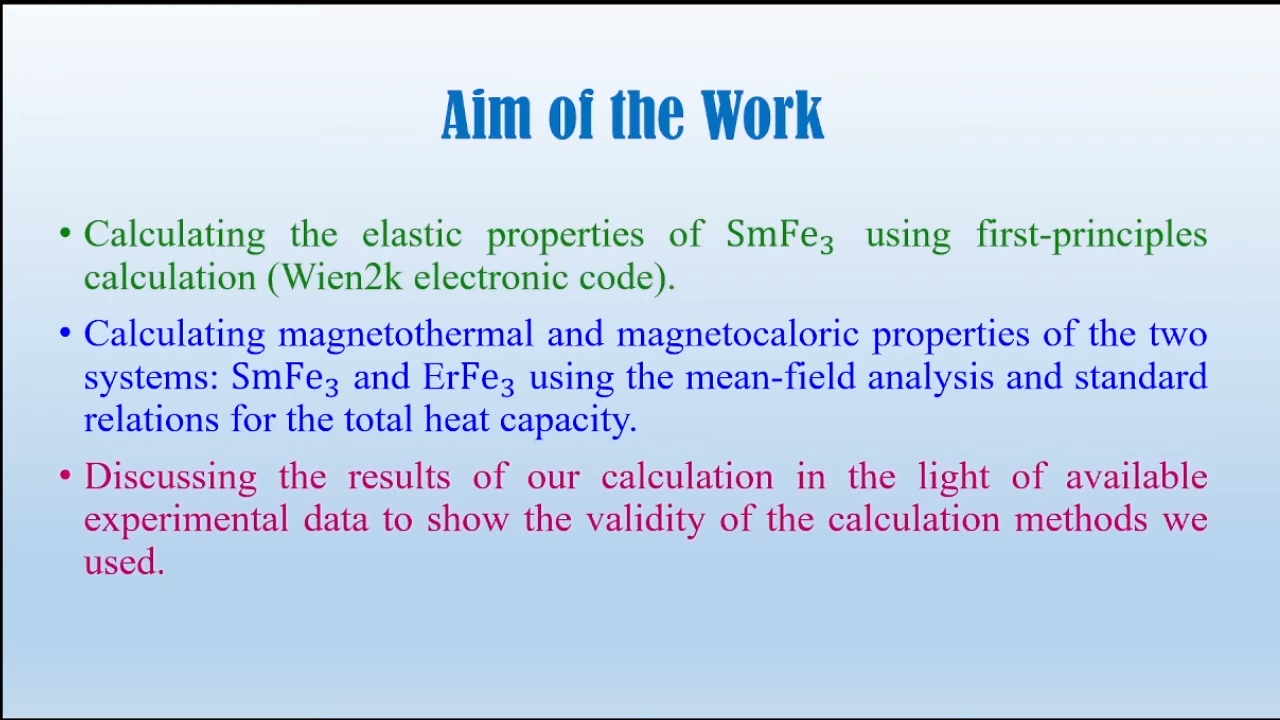 Aim of the Work
• Calculating the elastic properties of SmFe₃ using first-principles
calculation (Wien2k electronic code).
• Calculating magnetothermal and magnetocaloric properties of the two
systems: SmFe₃ and ErFe₃ using the mean-field analysis and standard
relations for the total heat capacity.
• Discussing the results of our calculation in the light of available
experimental data to show the validity of the calculation methods we
used.